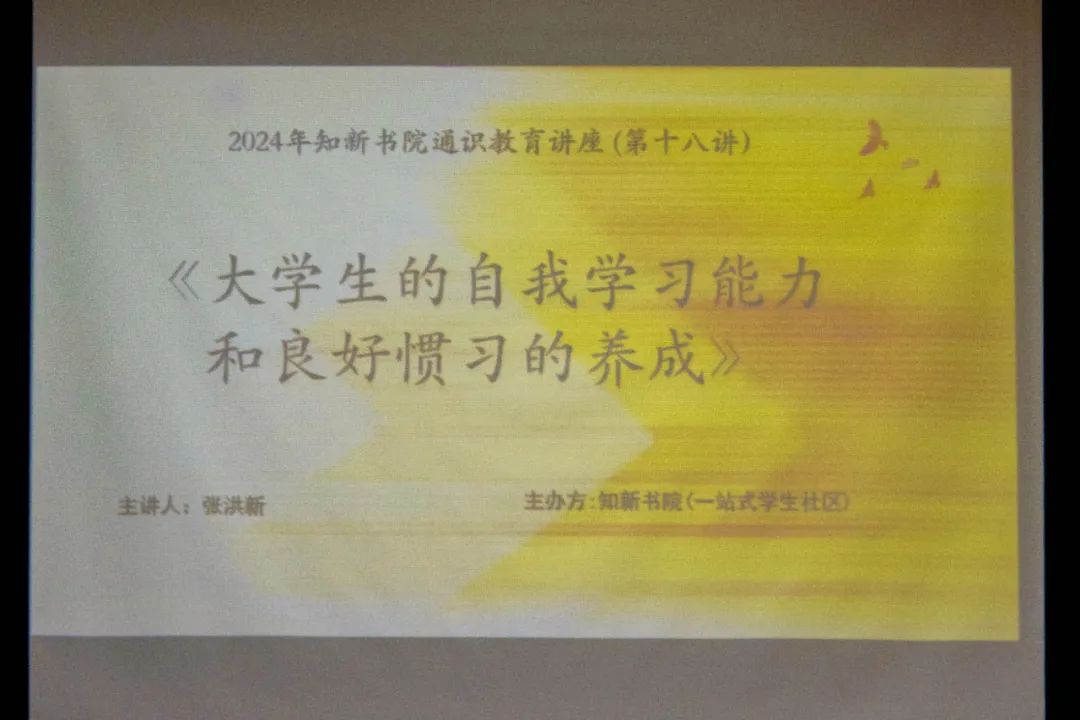 2024年知新书院通识教育讲座(第十八讲)
《大学生的自我学习能力
和良好惯习的养成》
主讲人：张洪新
主办方:知新书院(一站式学生社区)